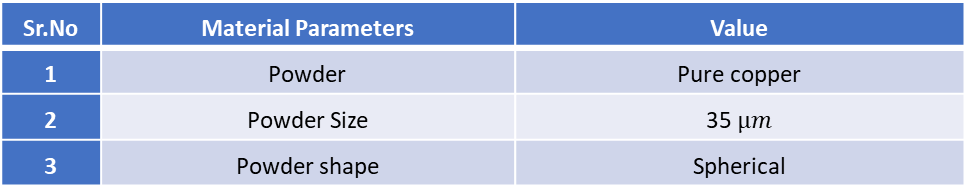 Sr.No Material Parameters Value
1 Powder Pure copper
2 Powder Size 35 μm
3 Powder shape Spherical